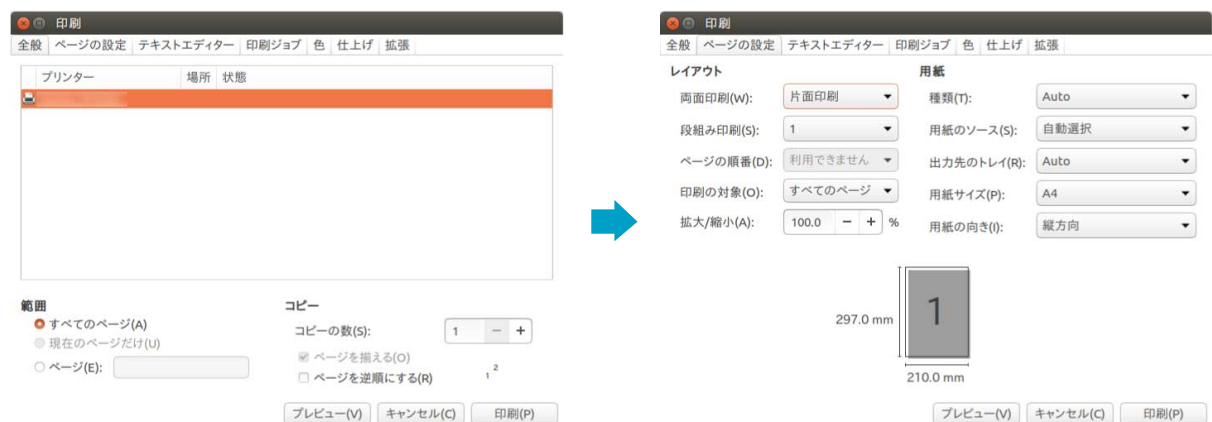 印刷
全般 ページの設定 テキストエディター 印刷ジョブ 色 仕上げ 拡張
プリンター 場所 状態
範囲
すべてのページ(A)
現在のページだけ(U)
ページ(E):
コピー
コピーの数(S): 1 − +
ページを揃える(O)
ページを逆順にする(R)
1 2
プレビュー(V) キャンセル(C) 印刷(P)
印刷
全般 ページの設定 テキストエディター 印刷ジョブ 色 仕上げ 拡張
レイアウト
両面印刷(W): 片面印刷
段組み印刷(S): 1
ページの順番(D): 利用できません
印刷の対象(O): すべてのページ
拡大/縮小(A): 100.0 − + %
用紙
種類(T): Auto
用紙のソース(S): 自動選択
出力先のトレイ(R): Auto
用紙サイズ(P): A4
用紙の向き(I): 縦方向
297.0 mm
1
210.0 mm
プレビュー(V) キャンセル(C) 印刷(P)